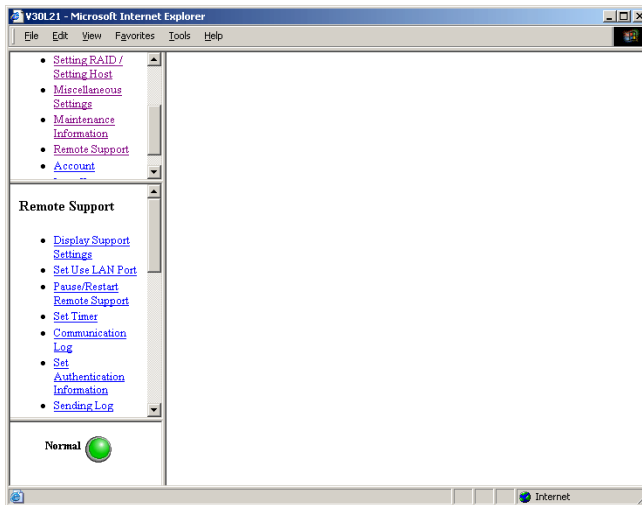 V30L21 - Microsoft Internet Explorer
File Edit View Favorites Tools Help
Setting RAID /
Setting Host
Miscellaneous
Settings
Maintenance
Information
Remote Support
Account
Remote Support
Display Support
Settings
Set Use LAN Port
Pause/Restart
Remote Support
Set Timer
Communication
Log
Set
Authentication
Information
Sending Log
Normal
Internet